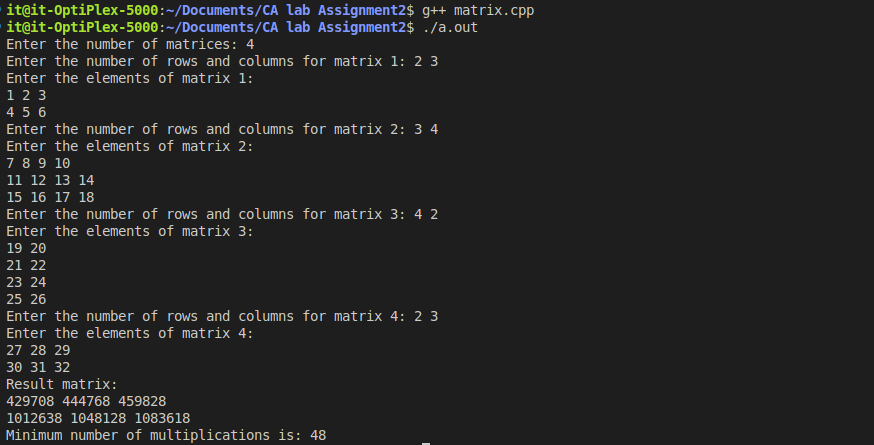 it@it-OptiPlex-5000:~/Documents/CA lab Assignment2$ g++ matrix.cpp
it@it-OptiPlex-5000:~/Documents/CA lab Assignment2$ ./a.out
Enter the number of matrices: 4
Enter the number of rows and columns for matrix 1: 2 3
Enter the elements of matrix 1:
1 2 3
4 5 6
Enter the number of rows and columns for matrix 2: 3 4
Enter the elements of matrix 2:
7 8 9 10
11 12 13 14
15 16 17 18
Enter the number of rows and columns for matrix 3: 4 2
Enter the elements of matrix 3:
19 20
21 22
23 24
25 26
Enter the number of rows and columns for matrix 4: 2 3
Enter the elements of matrix 4:
27 28 29
30 31 32
Result matrix:
429708 444768 459828
1012638 1048128 1083618
Minimum number of multiplications is: 48